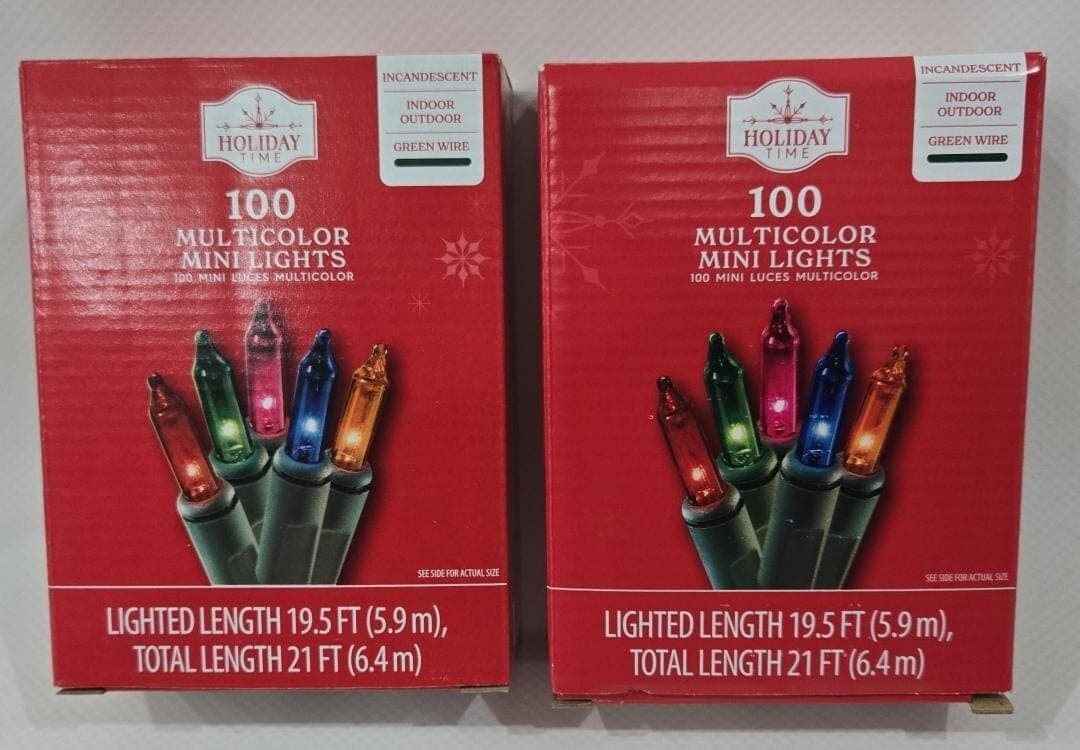 INCANDESCENT
INDOOR
OUTDOOR
GREEN WIRE
HOLIDAY
TIME
100
MULTICOLOR
MINI LIGHTS
100 MINI LUCES MULTICOLOR
SEE SIDE FOR ACTUAL SIZE
LIGHTED LENGTH 19.5 FT (5.9 m),
TOTAL LENGTH 21 FT (6.4 m)
INCANDESCENT
INDOOR
OUTDOOR
GREEN WIRE
HOLIDAY
TIME
100
MULTICOLOR
MINI LIGHTS
100 MINI LUCES MULTICOLOR
SEE SIDE FOR ACTUAL SIZE
LIGHTED LENGTH 19.5 FT (5.9 m),
TOTAL LENGTH 21 FT (6.4 m)